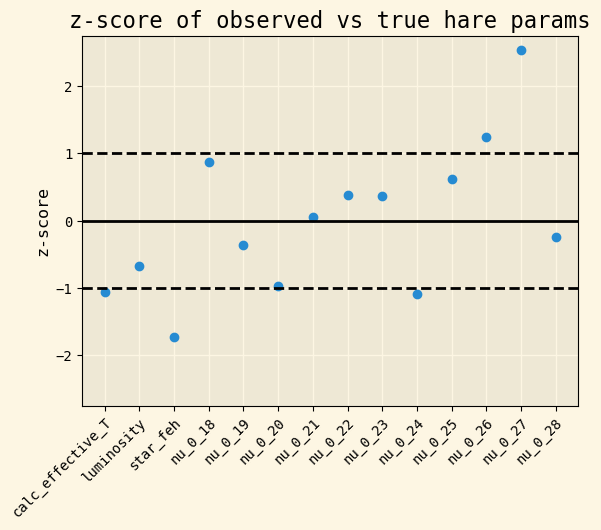 z-score of observed vs true hare params
z-score
2
1
0
−1
−2
calc_effective_T
luminosity
star_feh
nu_0_18
nu_0_19
nu_0_20
nu_0_21
nu_0_22
nu_0_23
nu_0_24
nu_0_25
nu_0_26
nu_0_27
nu_0_28